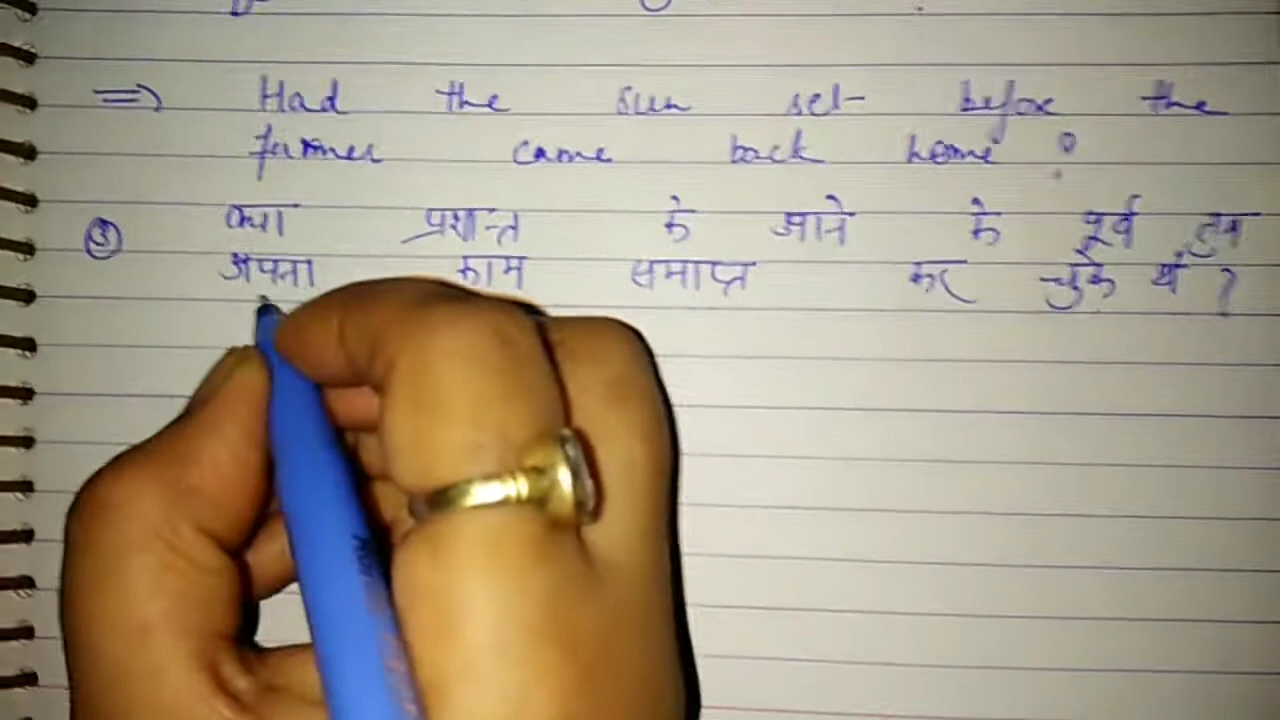 ⇒ Had the sun set before the
farmer came back home ?
③ क्या प्रशान्त के जाने के पूर्व तुम
अपना काम समाप्त कर चुके थे ?